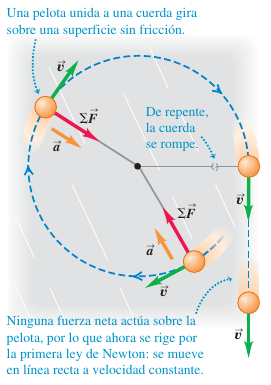 Una pelota unida a una cuerda gira
sobre una superficie sin fricción.
v⃗
ΣF⃗
a⃗
De repente,
la cuerda
se rompe.
v⃗
ΣF⃗
a⃗
v⃗
Ninguna fuerza neta actúa sobre la
pelota, por lo que ahora se rige por
la primera ley de Newton: se mueve
en línea recta a velocidad constante.
v⃗